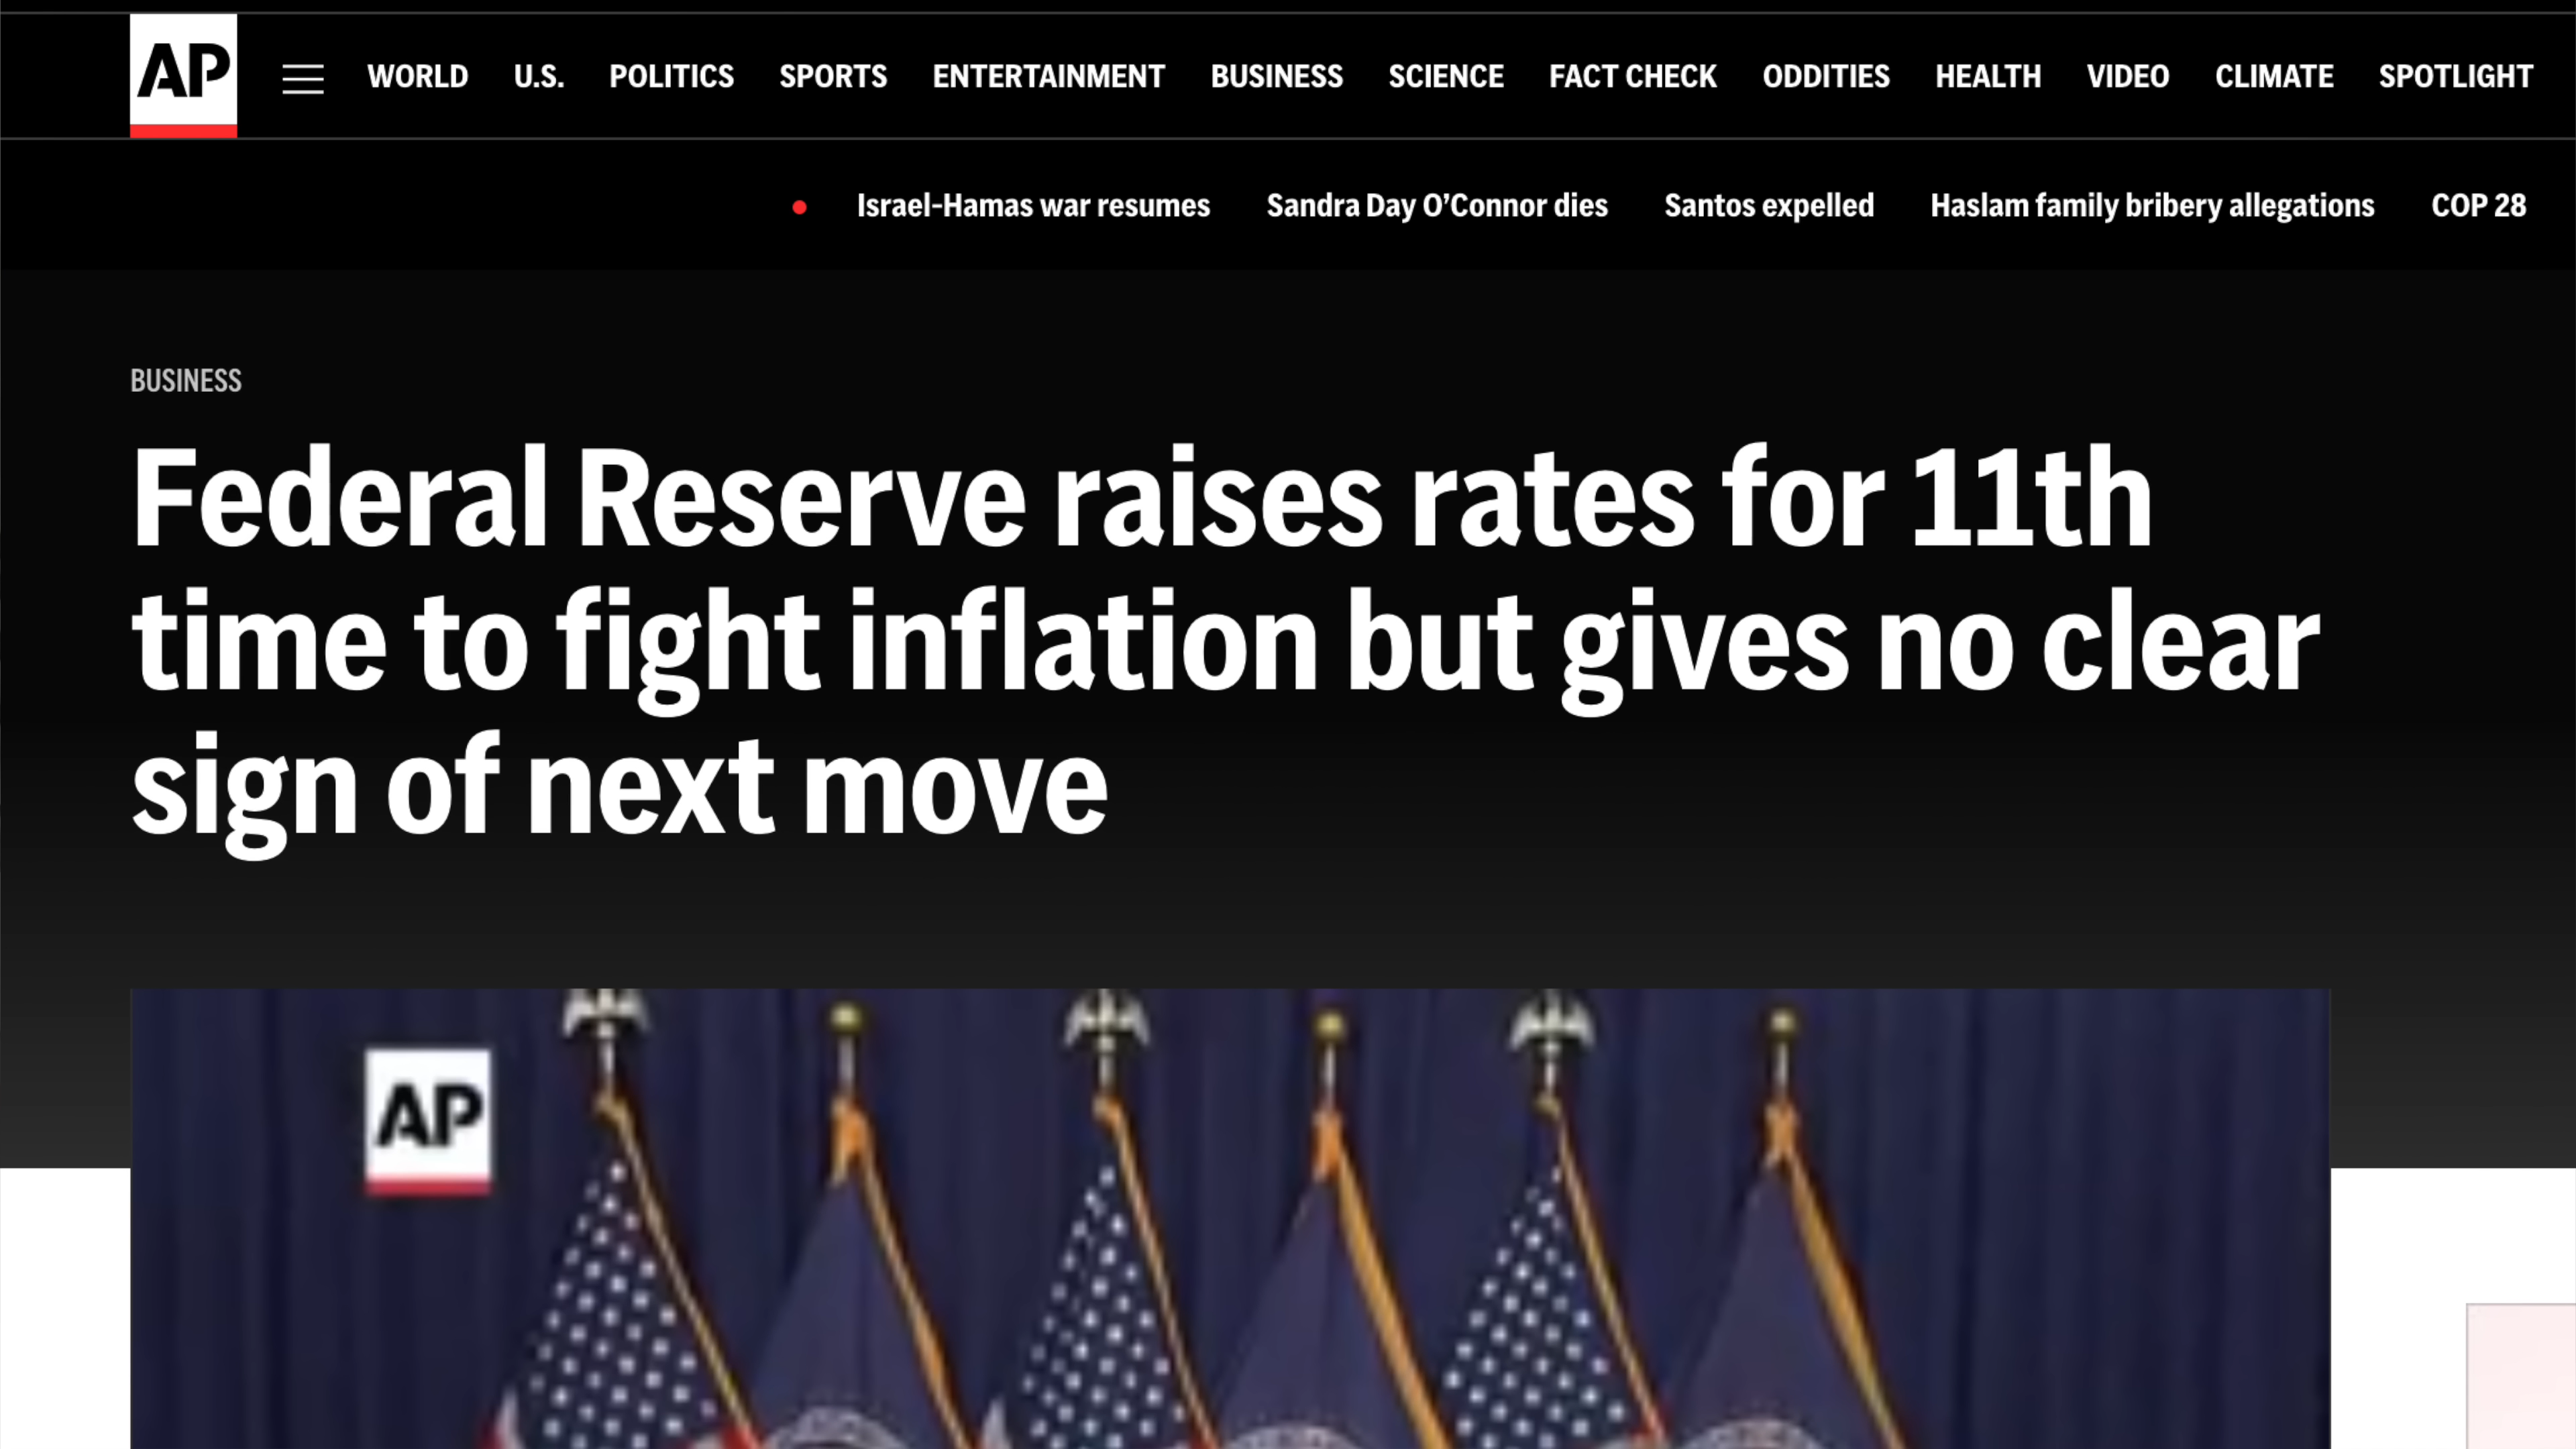 AP
WORLD U.S. POLITICS SPORTS ENTERTAINMENT BUSINESS SCIENCE FACT CHECK ODDITIES HEALTH VIDEO CLIMATE SPOTLIGHT
Israel-Hamas war resumes Sandra Day O’Connor dies Santos expelled Haslam family bribery allegations COP 28
BUSINESS
Federal Reserve raises rates for 11th
time to fight inflation but gives no clear
sign of next move
AP